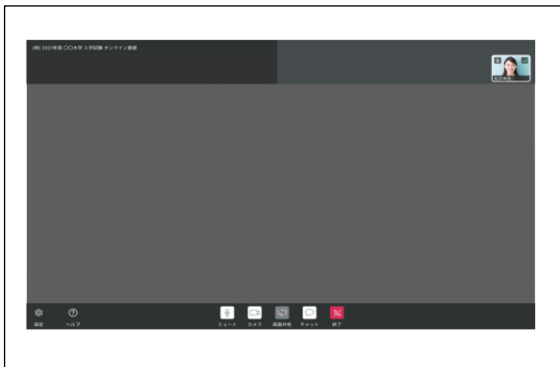 (例) 2021年度 〇〇大学 入学試験 オンライン面接
設定
ヘルプ
ミュート
カメラ
画面共有
チャット
終了